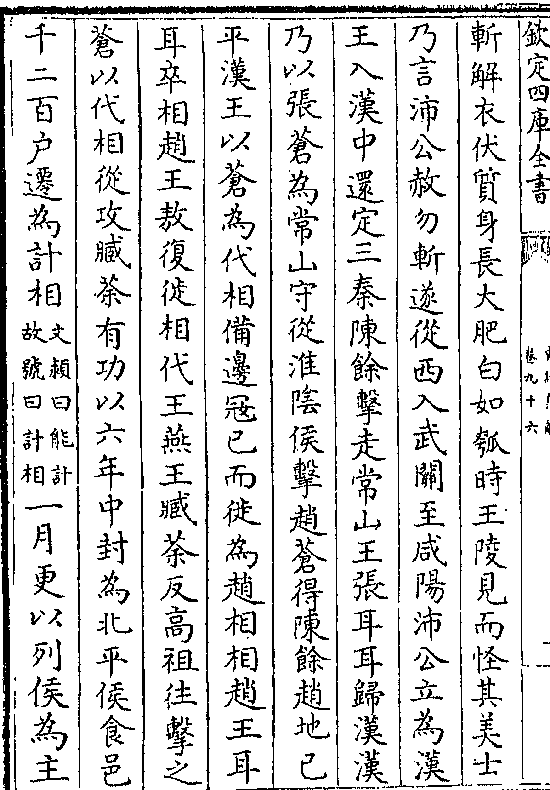 欽定四庫全書
卷九十六
斬解衣伏質身長大肥白如瓠時王陵見而怪其美士
乃言沛公赦勿斬遂從西入武關至咸陽沛公立為漢
王入漢中還定三秦陳餘擊走常山王張耳耳歸漢漢
乃以張蒼為常山守從淮陰侯擊趙蒼得陳餘趙地已
平漢王以蒼為代相備邊寇已而徙為趙相相趙王耳
耳卒相趙王敖復徙相代王燕王臧荼反高祖往擊之
蒼以代相從攻臧荼有功以六年中封為北平侯食邑
千二百户遷為計相文頴曰能計故號曰計相一月更以列侯為主